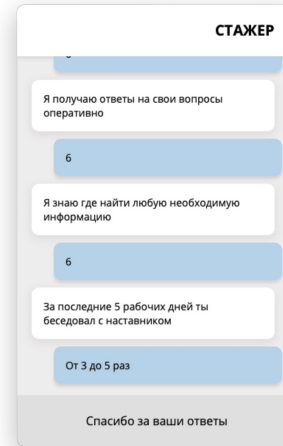 СТАЖЕР
Я получаю ответы на свои вопросы
оперативно
6
Я знаю где найти любую необходимую
информацию
6
За последние 5 рабочих дней ты
беседовал с наставником
От 3 до 5 раз
Спасибо за ваши ответы